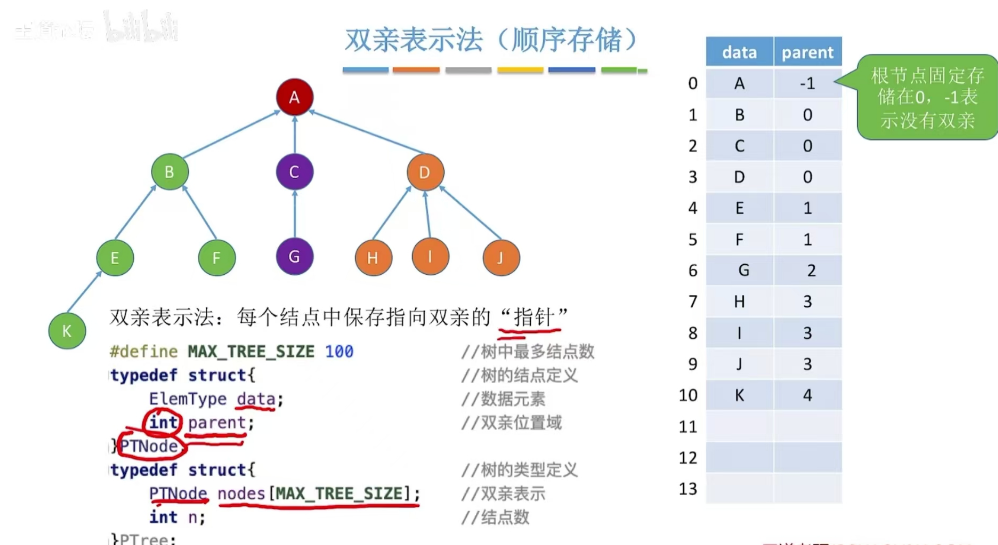 双亲表示法（顺序存储）
A
B
C
D
E
F
G
H
I
J
K
data parent
0 A -1
1 B 0
2 C 0
3 D 0
4 E 1
5 F 1
6 G 2
7 H 3
8 I 3
9 J 3
10 K 4
11
12
13
根节点固定存
储在0，-1表
示没有双亲
双亲表示法：每个结点中保存指向双亲的“指针”
#define MAX_TREE_SIZE 100 //树中最多结点数
typedef struct{ //树的结点定义
ElemType data; //数据元素
int parent; //双亲位置域
}PTNode;
typedef struct{ //树的类型定义
PTNode nodes[MAX_TREE_SIZE]; //双亲表示
int n; //结点数
}PTree;